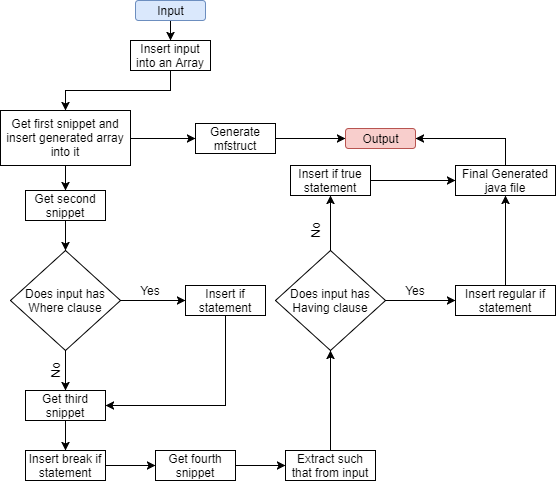 Input
Insert input
into an Array
Get first snippet and
insert generated array
into it
Generate
mfstruct
Output
Insert if true
statement
Final Generated
java file
Get second
snippet
No
Does input has
Where clause
Yes
Insert if
statement
Does input has
Having clause
Yes
Insert regular if
statement
No
Get third
snippet
Insert break if
statement
Get fourth
snippet
Extract such
that from input